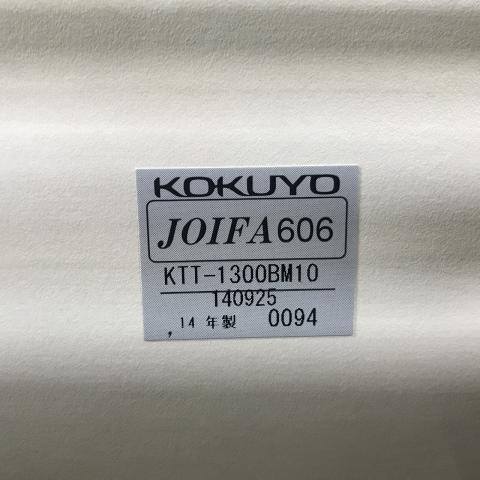 KOKUYO
JOIFA606
KTT-1300BM10
140925
,14 年製 0094